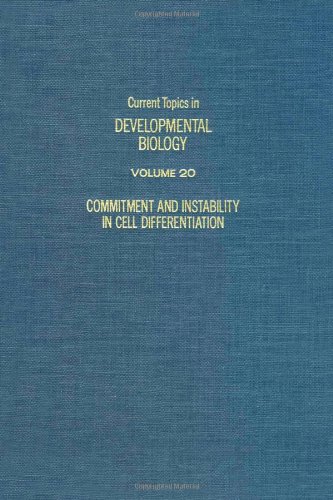 Current Topics in
DEVELOPMENTAL
BIOLOGY
VOLUME 20
COMMITMENT AND INSTABILITY
IN CELL DIFFERENTIATION